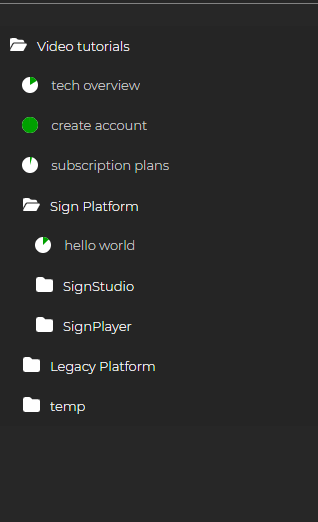 Video tutorials
tech overview
create account
subscription plans
Sign Platform
hello world
SignStudio
SignPlayer
Legacy Platform
temp